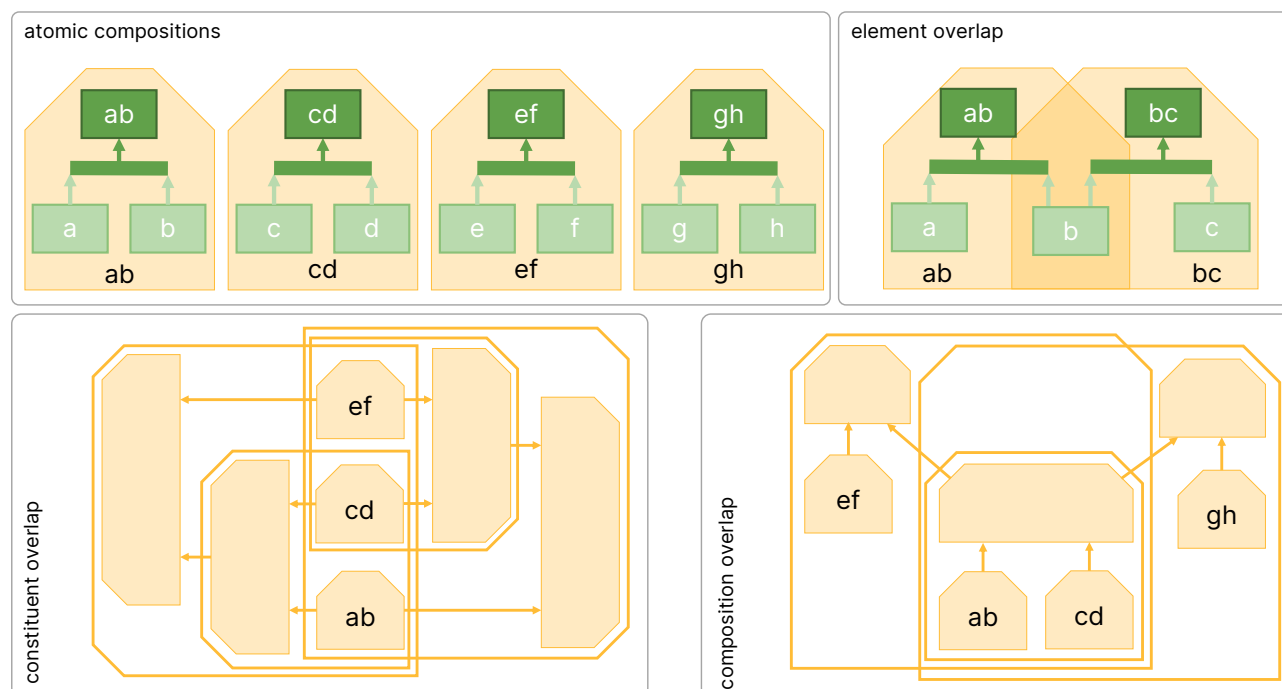 atomic compositions
ab
cd
ef
gh
a
b
c
d
e
f
g
h
ab
cd
ef
gh
element overlap
ab
bc
a
b
c
ab
bc
constituent overlap
ef
cd
ab
composition overlap
ef
gh
ab
cd